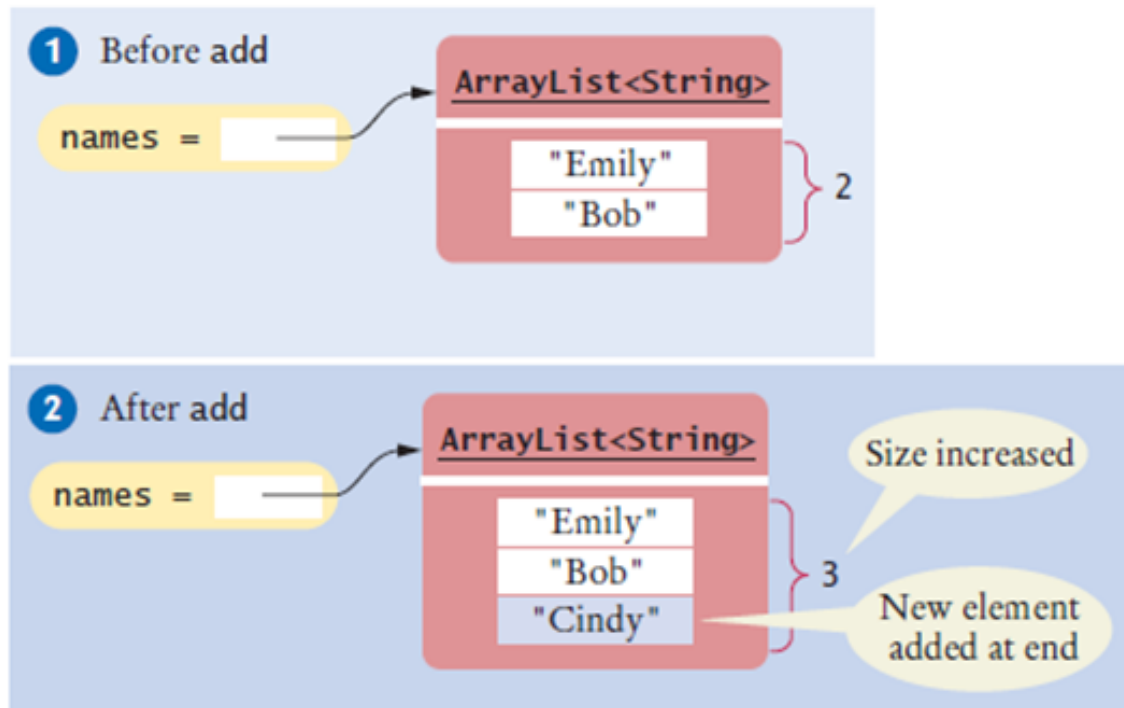 1 Before add
ArrayList<String>
names =
"Emily"
"Bob"
2
2 After add
ArrayList<String>
Size increased
names =
"Emily"
"Bob"
3
"Cindy"
New element
added at end